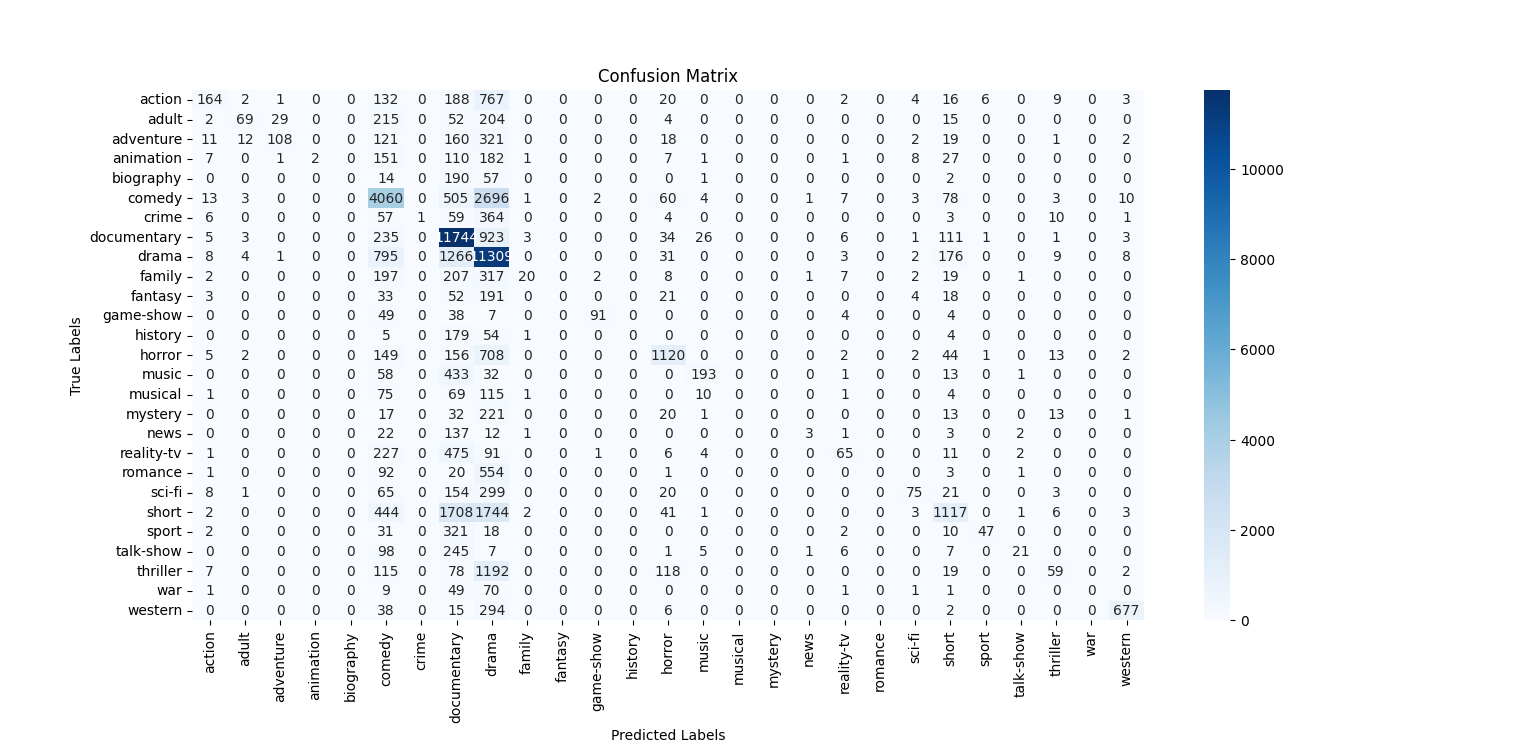 Confusion Matrix
action 164 2 1 0 0 132 0 188 767 0 0 0 0 20 0 0 0 0 2 0 4 16 6 0 9 0 3
adult 2 69 29 0 0 215 0 52 204 0 0 0 0 4 0 0 0 0 0 0 0 15 0 0 0 0 0
adventure 11 12 108 0 0 121 0 160 321 0 0 0 0 18 0 0 0 0 0 0 2 19 0 0 1 0 2
animation 7 0 1 2 0 151 0 110 182 1 0 0 0 7 1 0 0 0 1 0 8 27 0 0 0 0 0
biography 0 0 0 0 0 14 0 190 57 0 0 0 0 0 1 0 0 0 0 0 0 2 0 0 0 0 0
comedy 13 3 0 0 0 4060 0 505 2696 1 0 2 0 60 4 0 0 1 7 0 3 78 0 0 3 0 10
crime 6 0 0 0 0 57 1 59 364 0 0 0 0 4 0 0 0 0 0 0 0 3 0 0 10 0 1
documentary 5 3 0 0 0 235 0 11744 923 3 0 0 0 34 26 0 0 0 6 0 1 111 1 0 1 0 3
drama 8 4 1 0 0 795 0 1266 11309 0 0 0 0 31 0 0 0 0 3 0 2 176 0 0 9 0 8
family 2 0 0 0 0 197 0 207 317 20 0 2 0 8 0 0 0 1 7 0 2 19 0 1 0 0 0
fantasy 3 0 0 0 0 33 0 52 191 0 0 0 0 21 0 0 0 0 0 0 4 18 0 0 0 0 0
game-show 0 0 0 0 0 49 0 38 7 0 0 91 0 0 0 0 0 0 4 0 0 4 0 0 0 0 0
history 0 0 0 0 0 5 0 179 54 1 0 0 0 0 0 0 0 0 0 0 0 4 0 0 0 0 0
horror 5 2 0 0 0 149 0 156 708 0 0 0 0 1120 0 0 0 0 2 0 2 44 1 0 13 0 2
music 0 0 0 0 0 58 0 433 32 0 0 0 0 0 193 0 0 0 1 0 0 13 0 1 0 0 0
musical 1 0 0 0 0 75 0 69 115 1 0 0 0 0 10 0 0 0 1 0 0 4 0 0 0 0 0
mystery 0 0 0 0 0 17 0 32 221 0 0 0 0 20 1 0 0 0 0 0 0 13 0 0 13 0 1
news 0 0 0 0 0 22 0 137 12 1 0 0 0 0 0 0 0 3 1 0 0 3 0 2 0 0 0
reality-tv 1 0 0 0 0 227 0 475 91 0 0 1 0 6 4 0 0 0 65 0 0 11 0 2 0 0 0
romance 1 0 0 0 0 92 0 20 554 0 0 0 0 1 0 0 0 0 0 0 0 3 0 1 0 0 0
sci-fi 8 1 0 0 0 65 0 154 299 0 0 0 0 20 0 0 0 0 0 0 75 21 0 0 3 0 0
short 2 0 0 0 0 444 0 1708 1744 2 0 0 0 41 1 0 0 0 0 0 3 1117 0 1 6 0 3
sport 2 0 0 0 0 31 0 321 18 0 0 0 0 0 0 0 0 0 2 0 0 10 47 0 0 0 0
talk-show 0 0 0 0 0 98 0 245 7 0 0 0 0 1 5 0 0 1 6 0 0 7 0 21 0 0 0
thriller 7 0 0 0 0 115 0 78 1192 0 0 0 0 118 0 0 0 0 0 0 0 19 0 0 59 0 2
war 1 0 0 0 0 9 0 49 70 0 0 0 0 0 0 0 0 0 1 0 1 1 0 0 0 0 0
western 0 0 0 0 0 38 0 15 294 0 0 0 0 6 0 0 0 0 0 0 0 2 0 0 0 0 677
True Labels
action adult adventure animation biography comedy crime documentary drama family fantasy game-show history horror music musical mystery news reality-tv romance sci-fi short sport talk-show thriller war western
Predicted Labels
10000
8000
6000
4000
2000
0